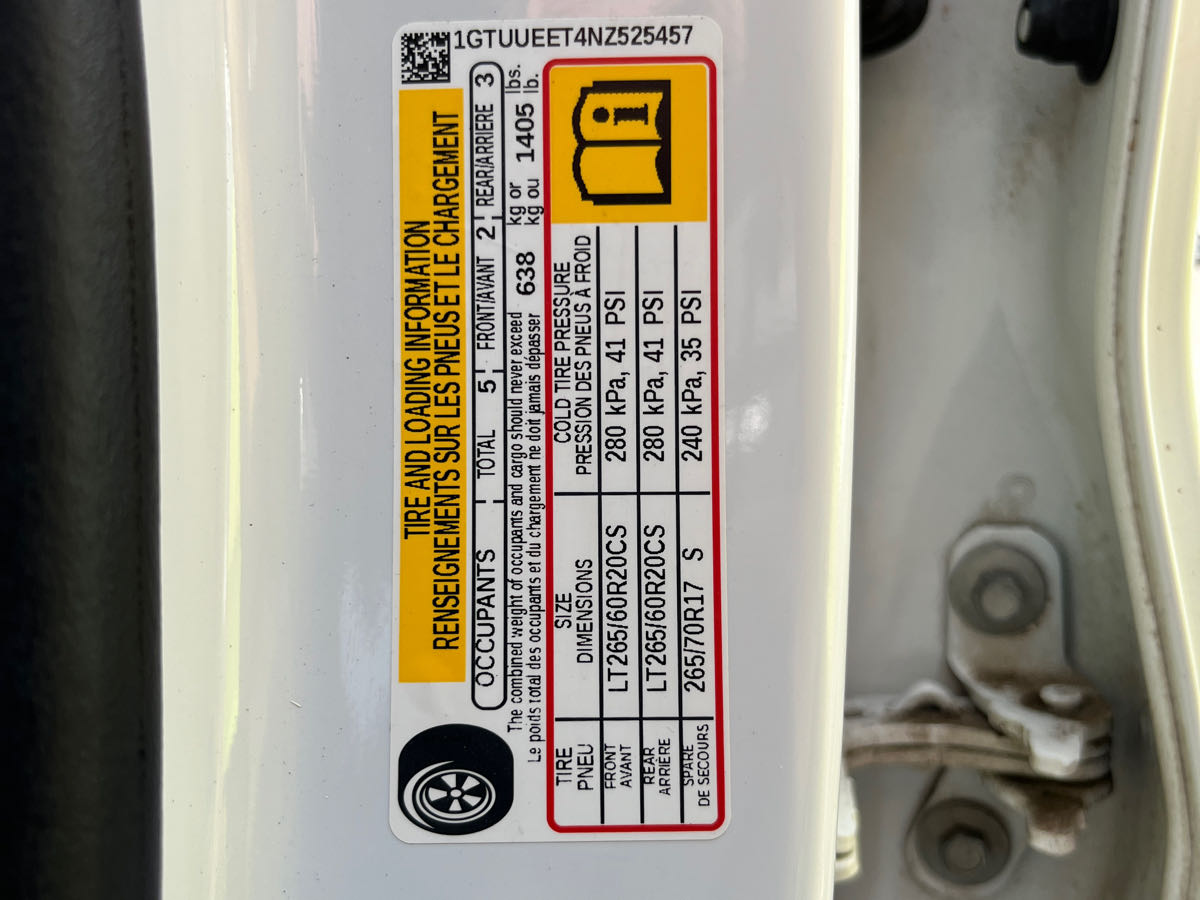 1GTUUEET4NZ525457
TIRE AND LOADING INFORMATION
RENSEIGNEMENTS SUR LES PNEUS ET LE CHARGEMENT
OCCUPANTS TOTAL 5 FRONT/AVANT 2 REAR/ARRIERE 3
The combined weight of occupants and cargo should never exceed 638 kg or 1405 lbs.
Le poids total des occupants et du chargement ne doit jamais dépasser kg ou lb.
TIRE SIZE COLD TIRE PRESSURE
PNEU DIMENSIONS PRESSION DES PNEUS À FROID
FRONT
AVANT LT265/60R20CS 280 kPa, 41 PSI
REAR
ARRIÈRE LT265/60R20CS 280 kPa, 41 PSI
SPARE
DE SECOURS 265/70R17 S 240 kPa, 35 PSI